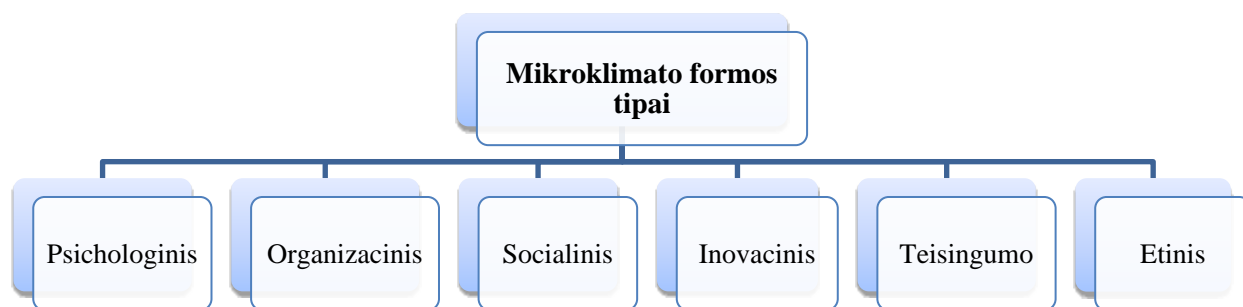 Mikroklimato formos
tipai
Psichologinis
Organizacinis
Socialinis
Inovacinis
Teisingumo
Etinis